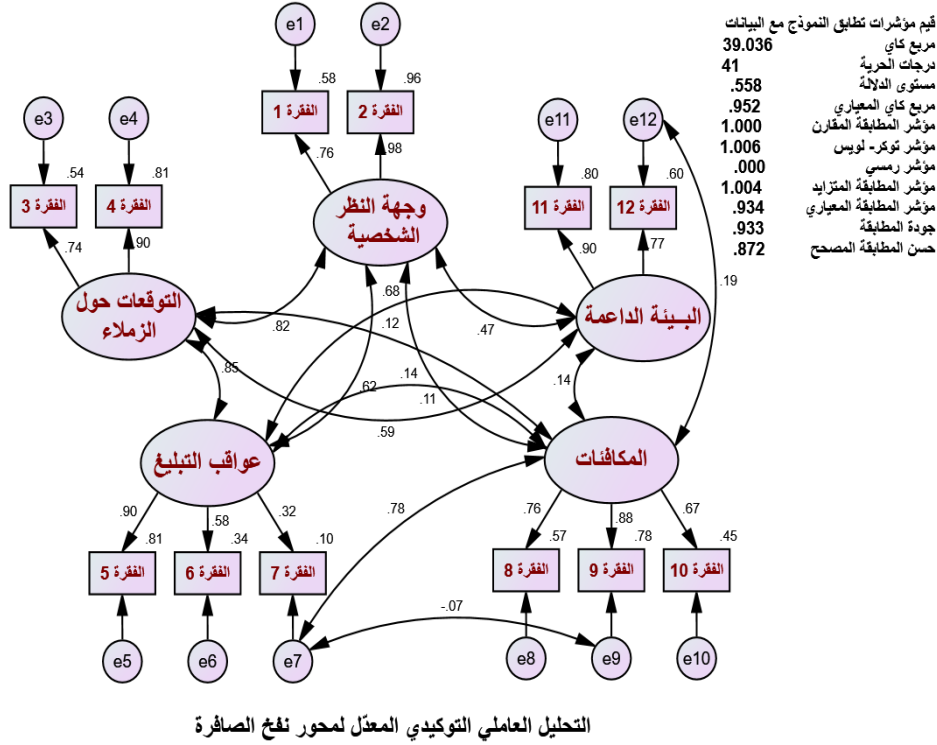 قيم مؤشرات تطابق النموذج مع البيانات
مربع كاي 39.036
درجات الحرية 41
مستوى الدلالة .558
مربع كاي المعياري .952
مؤشر المطابقة المقارن 1.000
مؤشر توكر- لويس 1.006
مؤشر رمسي .000
مؤشر المطابقة المتزايد 1.004
مؤشر المطابقة المعياري .934
جودة المطابقة .933
حسن المطابقة المصحح .872
e1
e2
.58
.96
الفقرة 1
الفقرة 2
.76
.98
وجهة النظر
الشخصية
e3
e4
.54
.81
الفقرة 3
الفقرة 4
.74
.90
التوقعات حول
الزملاء
e11
e12
.80
.60
الفقرة 11
الفقرة 12
.90
.77
البيئة الداعمة
.19
.82
.68
.12
.47
.85
.62
.14
.11
.59
.14
عواقب التبليغ
المكافئات
.90
.58
.32
.81
.34
.10
الفقرة 5
الفقرة 6
الفقرة 7
e5
e6
e7
.78
-.07
.76
.88
.67
.57
.78
.45
الفقرة 8
الفقرة 9
الفقرة 10
e8
e9
e10
التحليل العاملي التوكيدي المعدّل لمحور نفخ الصافرة